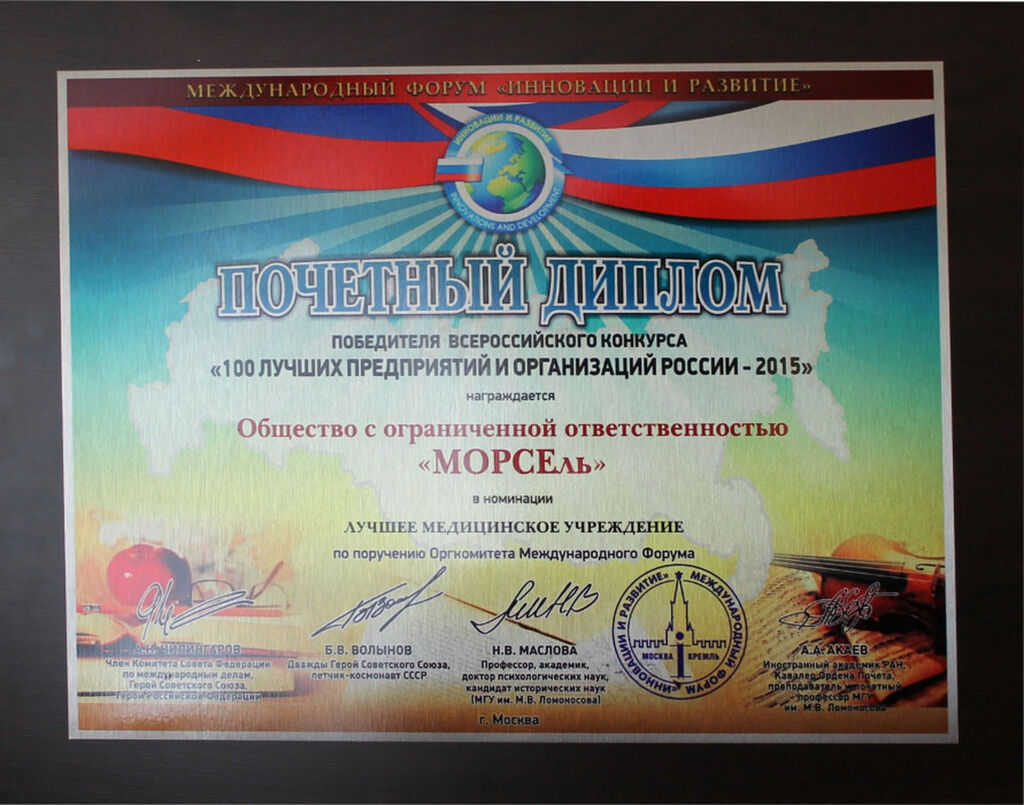 МЕЖДУНАРОДНЫЙ ФОРУМ «ИННОВАЦИИ И РАЗВИТИЕ»
ИННОВАЦИИ И РАЗВИТИЕ
INNOVATIONS AND DEVELOPMENT
ПОЧЕТНЫЙ ДИПЛОМ
ПОБЕДИТЕЛЯ ВСЕРОССИЙСКОГО КОНКУРСА
«100 ЛУЧШИХ ПРЕДПРИЯТИЙ И ОРГАНИЗАЦИЙ РОССИИ - 2015»
награждается
Общество с ограниченной ответственностью
«МОРСЕль»
в номинации
ЛУЧШЕЕ МЕДИЦИНСКОЕ УЧРЕЖДЕНИЕ
по поручению Оргкомитета Международного Форума
А.Н. ЧИЛИНГАРОВ
Член Комитета Совета Федерации
по международным делам,
Герой Советского Союза,
Герой Российской Федерации
Б.В. ВОЛЫНОВ
Дважды Герой Советского Союза,
летчик-космонавт СССР
Н.В. МАСЛОВА
Профессор, академик,
доктор психологических наук,
кандидат исторических наук
(МГУ им. М.В. Ломоносова)
МЕЖДУНАРОДНЫЙ ФОРУМ «ИННОВАЦИИ И РАЗВИТИЕ»
МОСКВА КРЕМЛЬ
А.А. АКАЕВ
Иностранный академик РАН,
Кавалер Ордена Почета,
преподаватель и почетный
профессор МГУ
им. М.В. Ломоносова
г. Москва